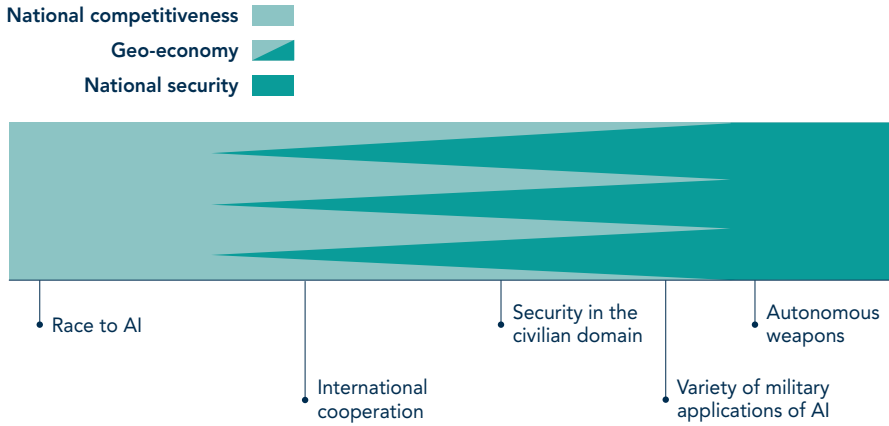 National competitiveness
Geo-economy
National security
Race to AI
International
cooperation
Security in the
civilian domain
Variety of military
applications of AI
Autonomous
weapons